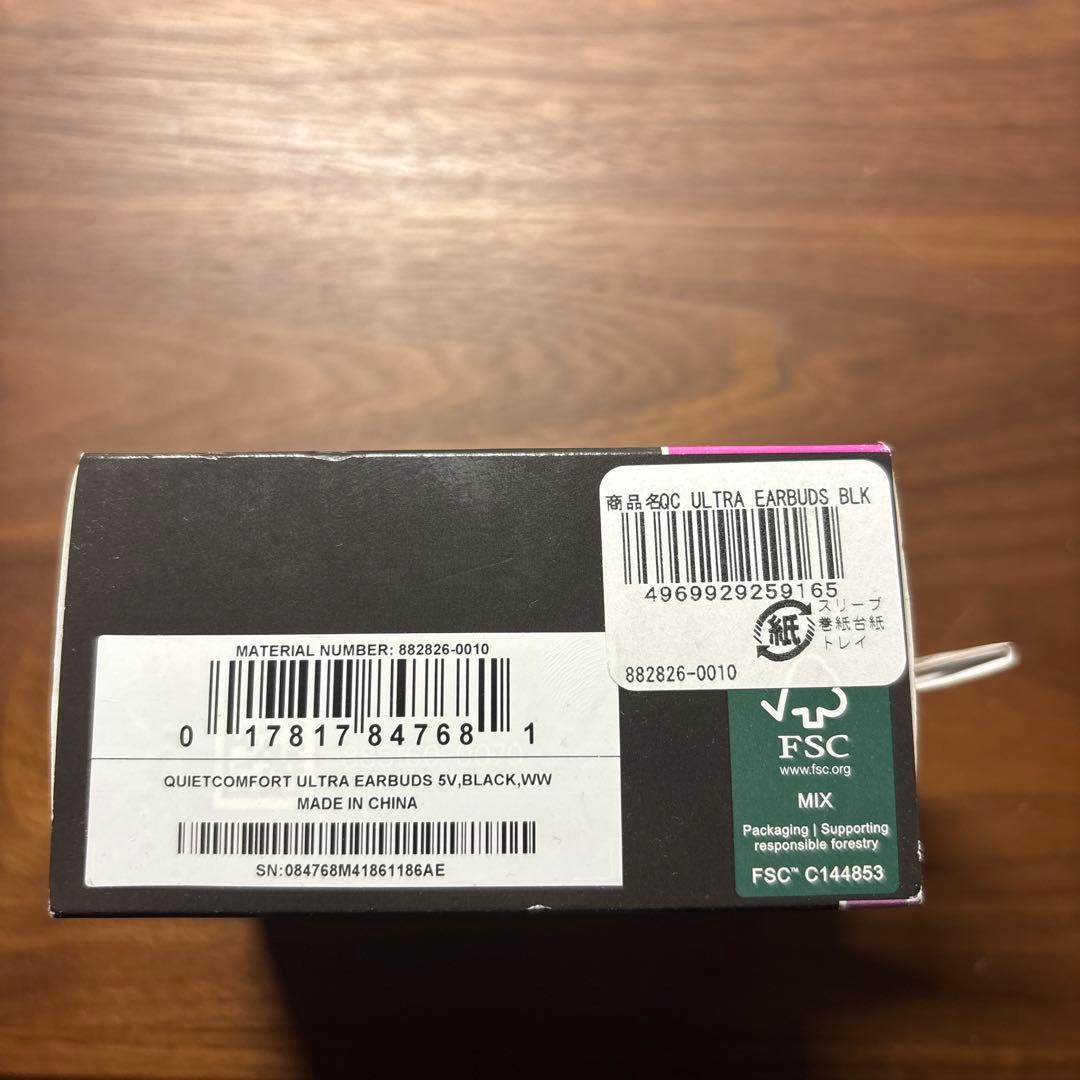 商品名QC ULTRA EARBUDS BLK
4969929259165
紙
スリーブ
巻紙台紙
トレイ
882826-0010
MATERIAL NUMBER: 882826-0010
0 17817 84768 1
QUIETCOMFORT ULTRA EARBUDS 5V,BLACK,WW
MADE IN CHINA
SN:084768M41861186AE
FSC
www.fsc.org
MIX
Packaging | Supporting
responsible forestry
FSC™ C144853